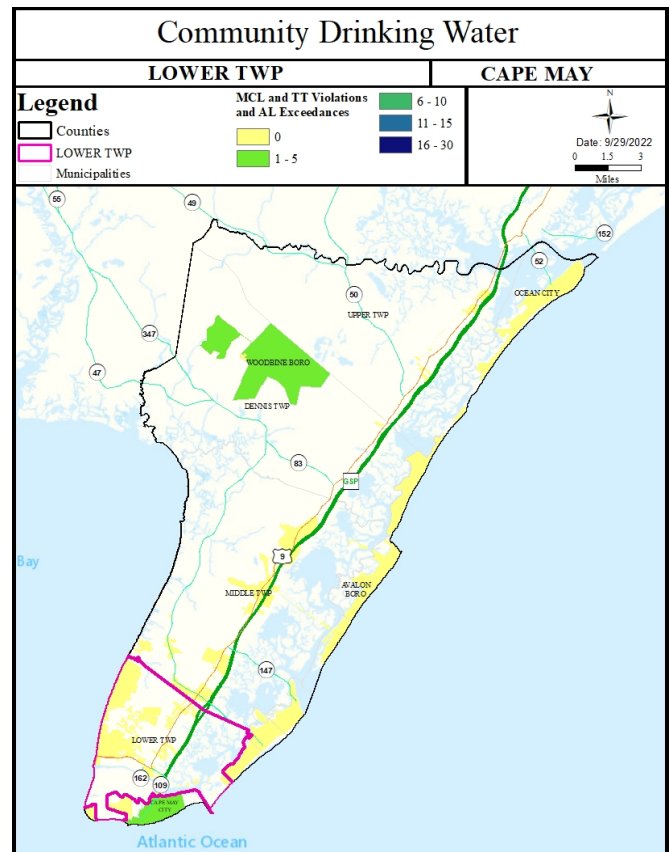 Community Drinking Water
LOWER TWP
CAPE MAY
Legend
Counties
LOWER TWP
Municipalities
MCL and TT Violations
and AL Exceedances
0
1 - 5
6 - 10
11 - 15
16 - 30
N
Date: 9/29/2022
0 1.5 3
Miles
55
49
152
52
OCEAN CITY
50
UPPER TWP
347
WOODBINE BORO
47
DENNIS TWP
83
GSP
9
Bay
MIDDLE TWP
AVALON
BORO
147
LOWER TWP
162
109
CAPE MAY
CITY
Atlantic Ocean